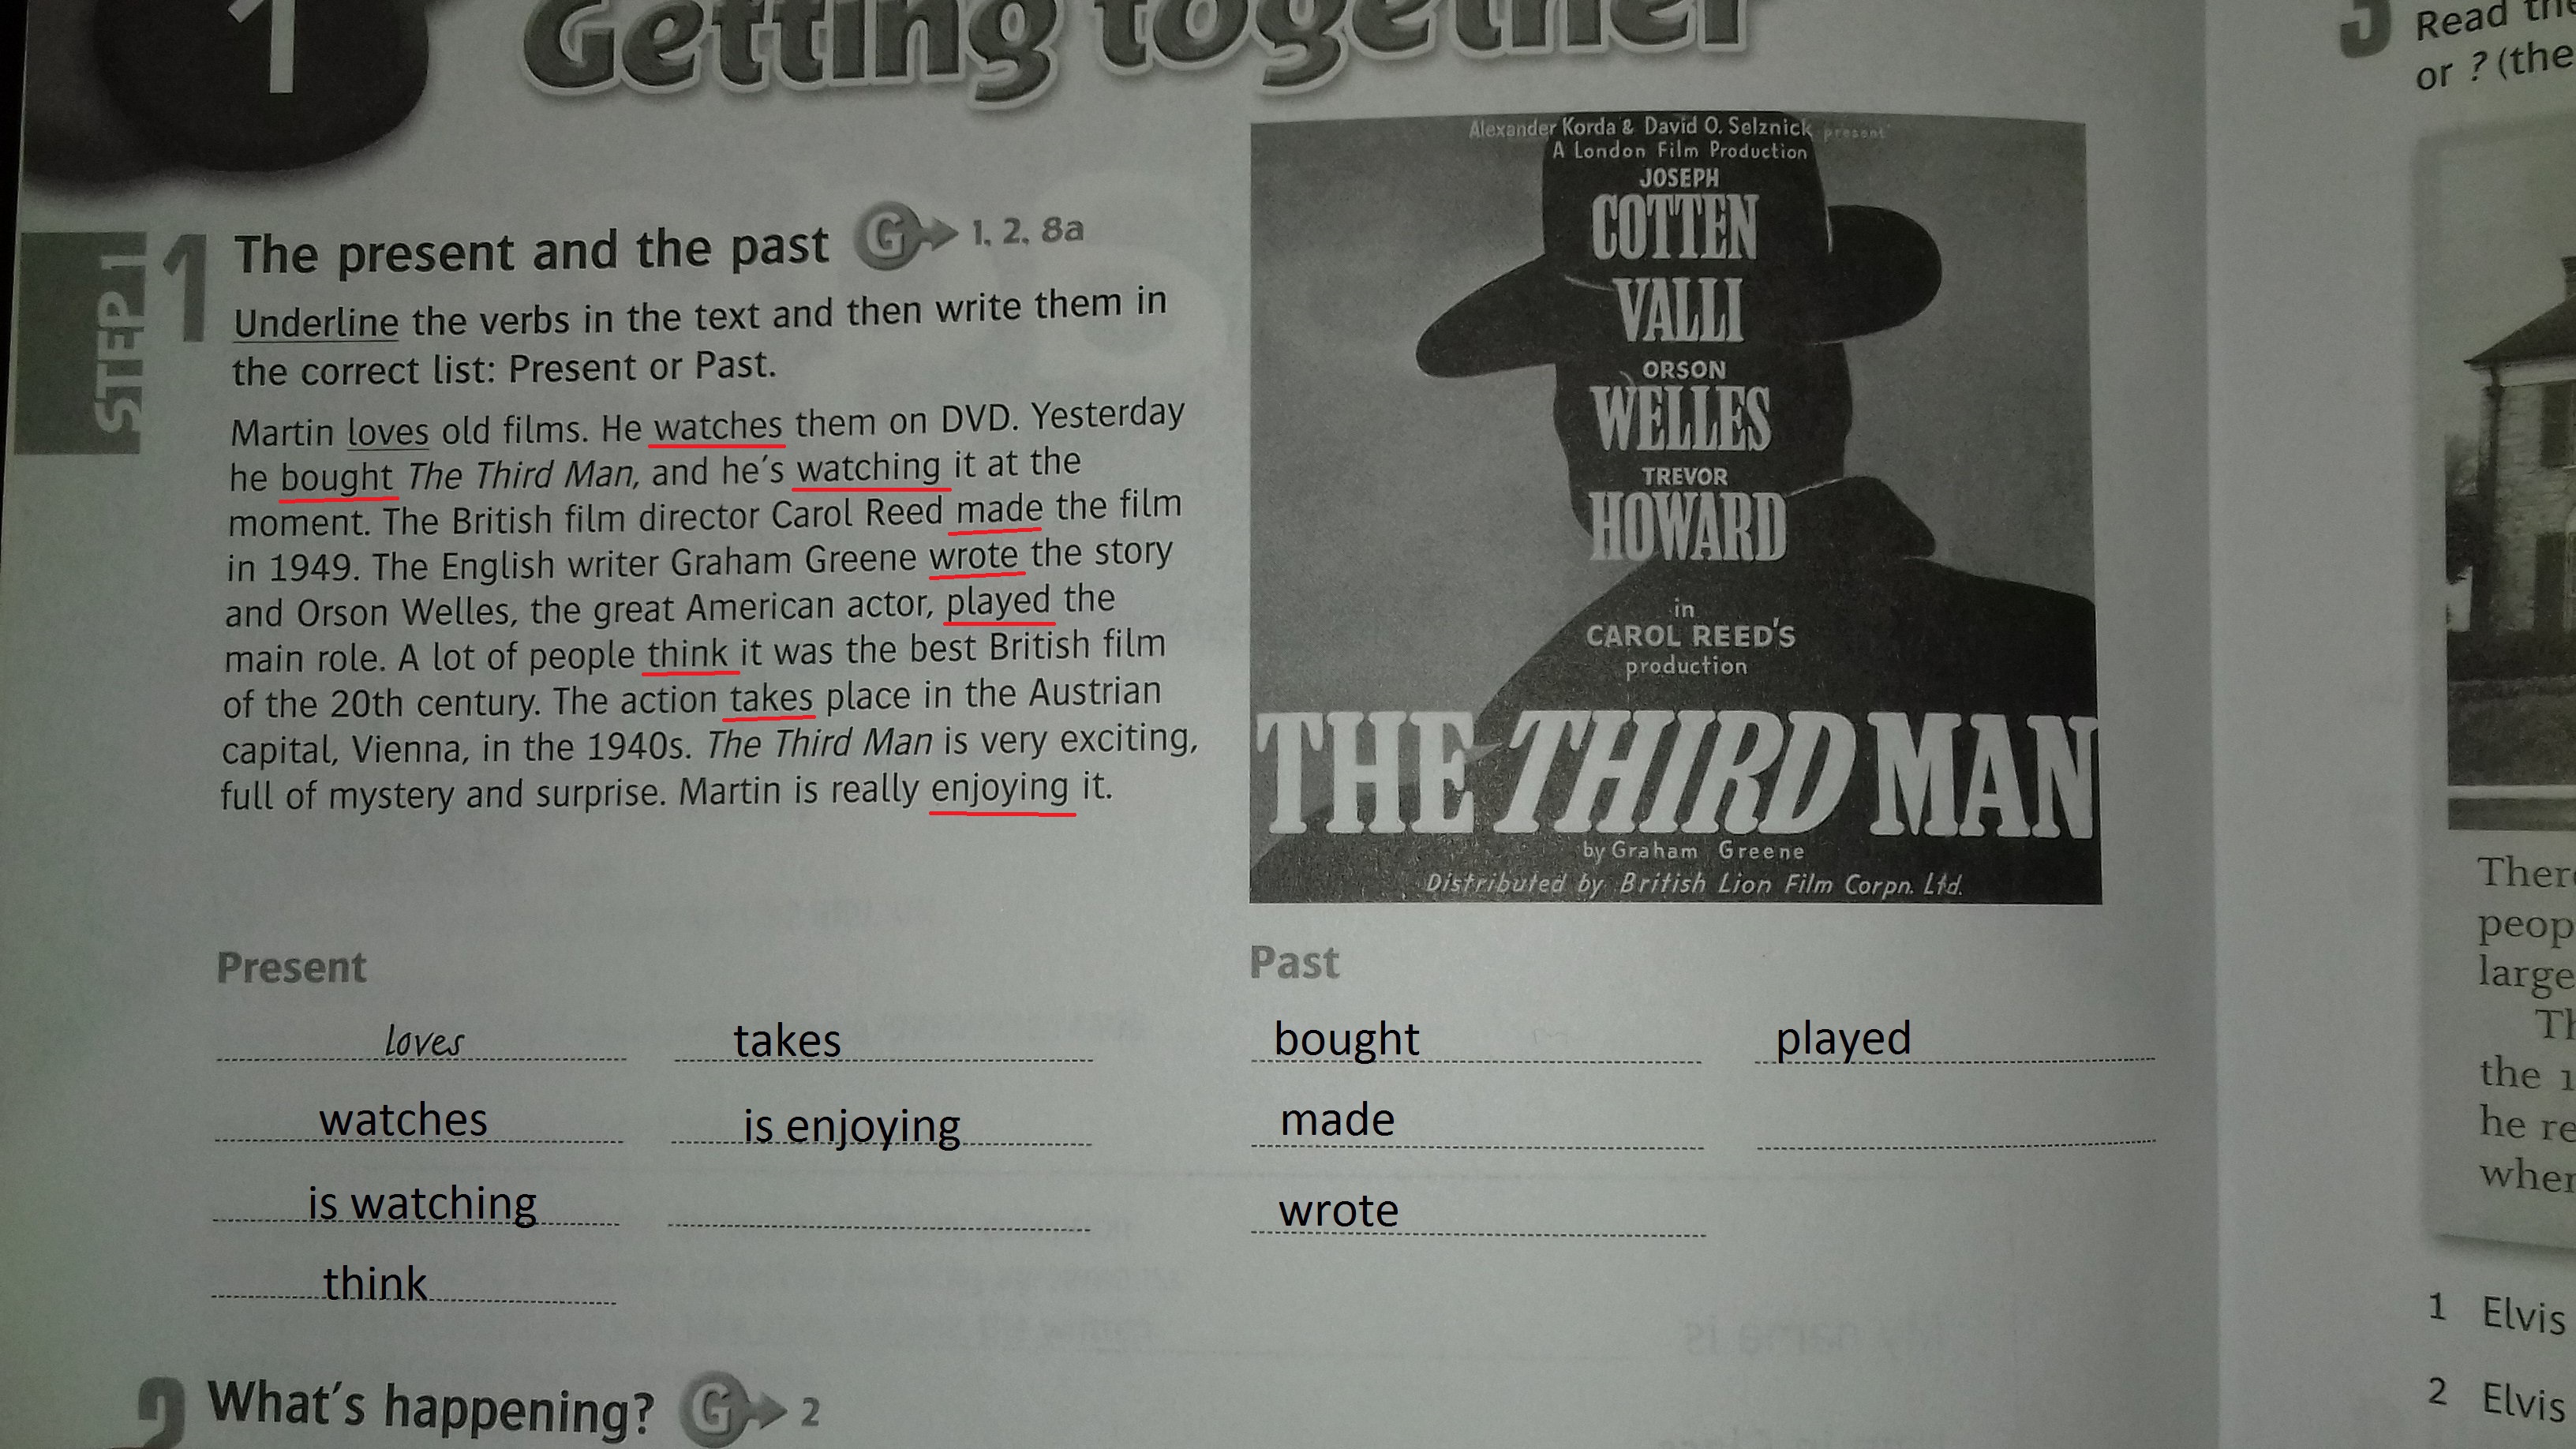 1
Getting together
STEP 1
1 The present and the past G 1, 2, 8a
Underline the verbs in the text and then write them in
the correct list: Present or Past.
Martin loves old films. He watches them on DVD. Yesterday
he bought The Third Man, and he's watching it at the
moment. The British film director Carol Reed made the film
in 1949. The English writer Graham Greene wrote the story
and Orson Welles, the great American actor, played the
main role. A lot of people think it was the best British film
of the 20th century. The action takes place in the Austrian
capital, Vienna, in the 1940s. The Third Man is very exciting,
full of mystery and surprise. Martin is really enjoying it.
Alexander Korda & David O. Selznick present
A London Film Production
JOSEPH
COTTEN
VALLI
ORSON
WELLES
TREVOR
HOWARD
in
CAROL REED'S
production
THE THIRD MAN
by Graham Greene
Distributed by British Lion Film Corpn. Ltd.
Present
loves takes
watches is enjoying
is watching
think
Past
bought played
made
wrote
2 What's happening? G 2
3 Read the
or ? (the
peop
large
the
he re
1 Elvis
2 Elvis